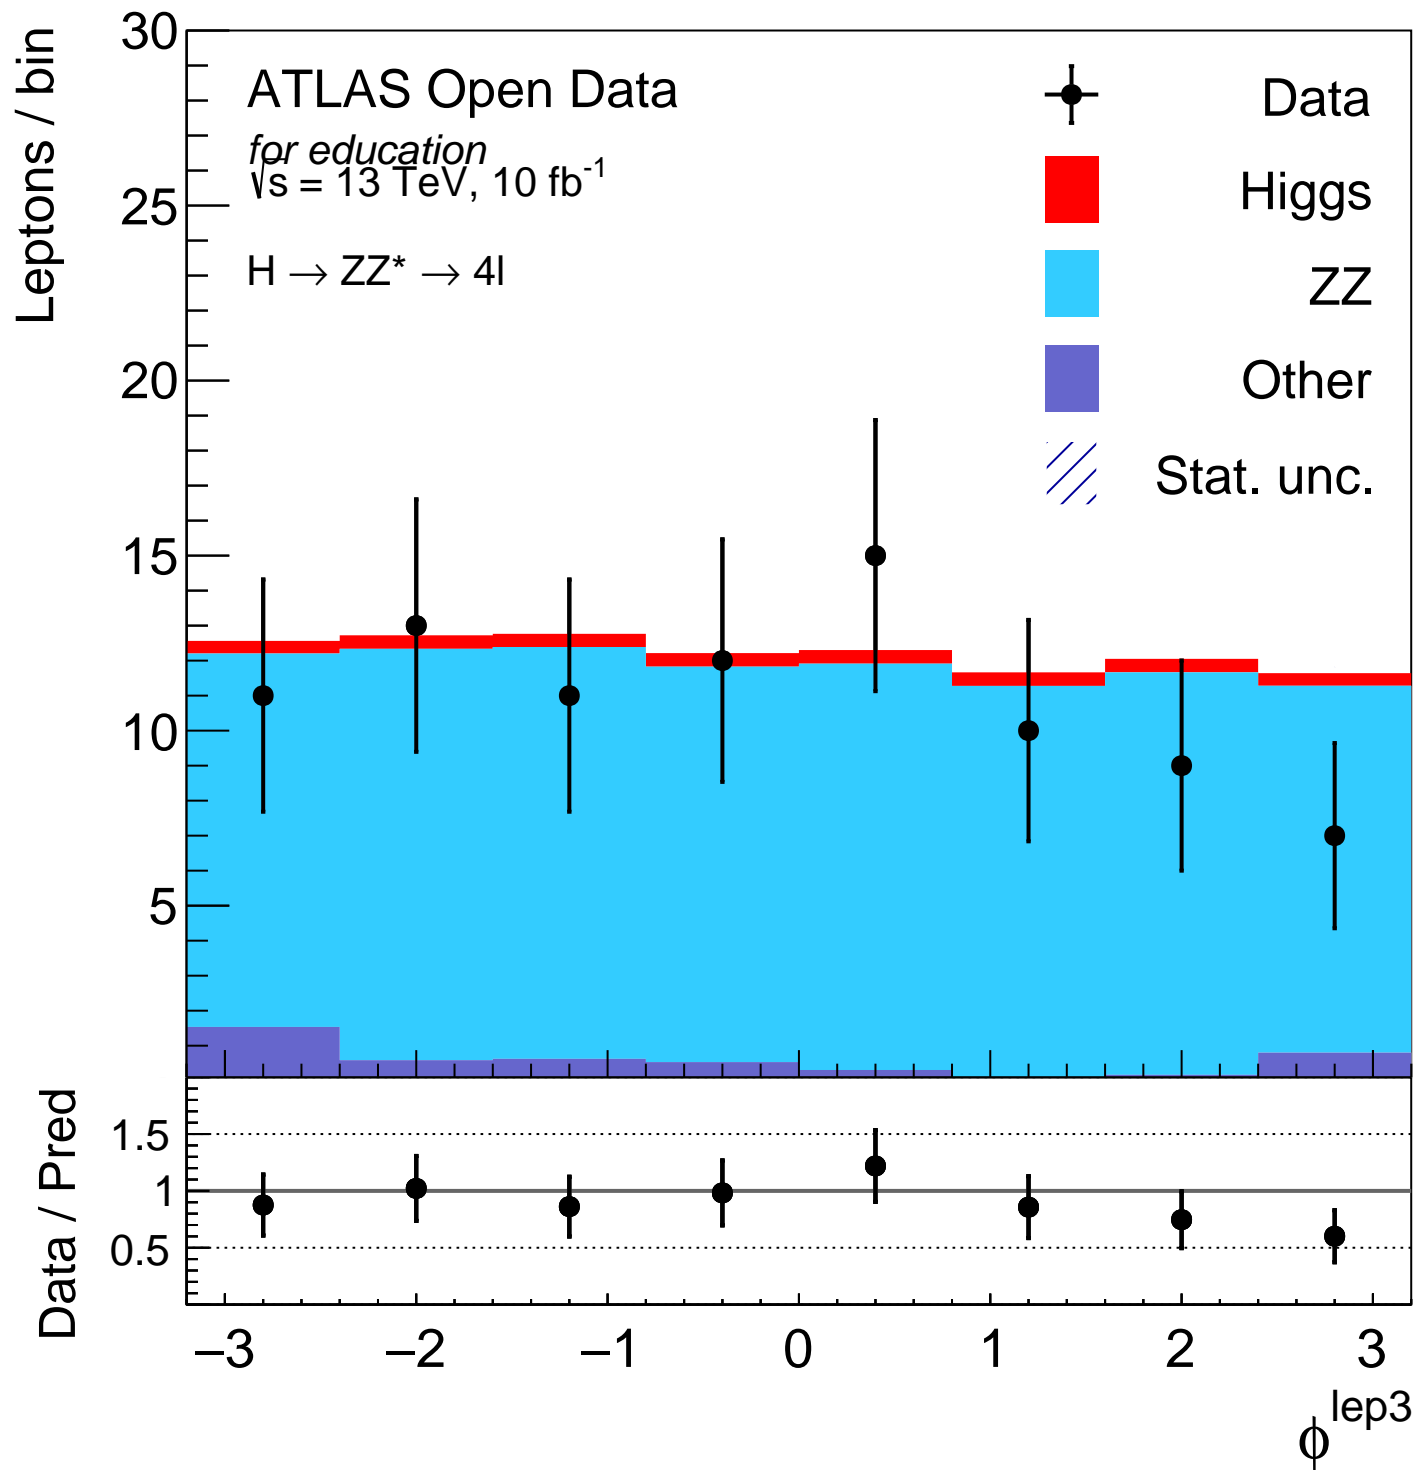 Leptons / bin
30
25
20
15
10
5
ATLAS Open Data
for education
√s = 13 TeV, 10 fb⁻¹
H → ZZ* → 4l
Data
Higgs
ZZ
Other
Stat. unc.
Data / Pred
1.5
1
0.5
−3 −2 −1 0 1 2 3
ϕ^lep3